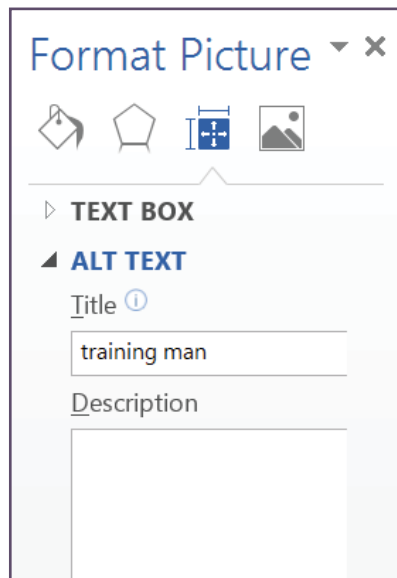 Format Picture
TEXT BOX
ALT TEXT
Title
training man
Description